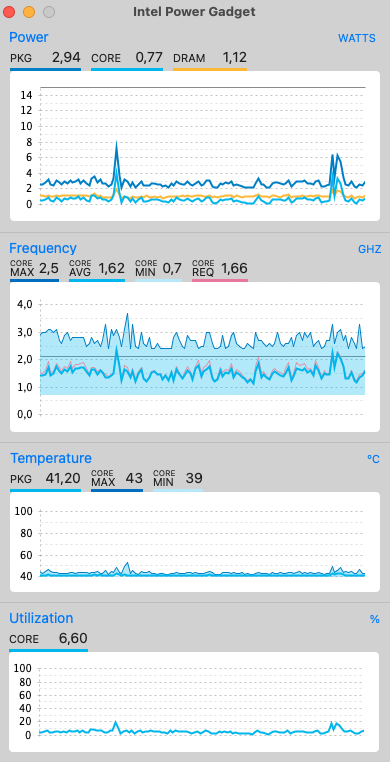 Intel Power Gadget
Power WATTS
PKG 2,94 CORE 0,77 DRAM 1,12
14
12
10
8
6
4
2
0
Frequency GHZ
CORE MAX 2,5 CORE AVG 1,62 CORE MIN 0,7 CORE REQ 1,66
4,0
3,0
2,0
1,0
0,0
Temperature °C
PKG 41,20 CORE MAX 43 CORE MIN 39
100
80
60
40
Utilization %
CORE 6,60
100
80
60
40
20
0